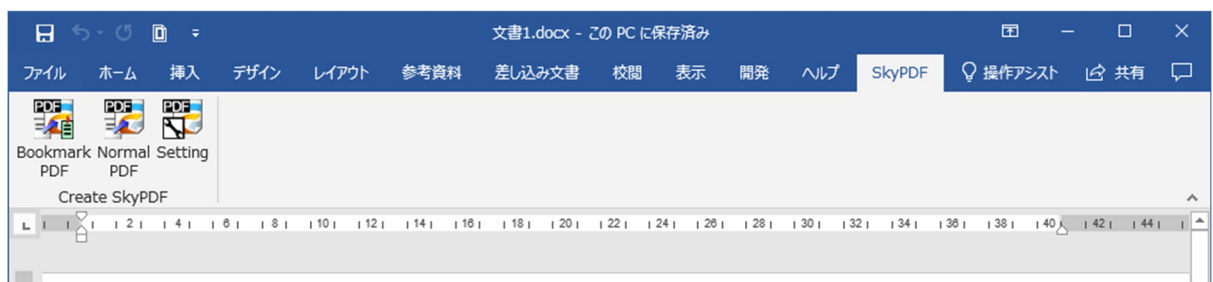 文書1.docx - この PC に保存済み
ファイル ホーム 挿入 デザイン レイアウト 参考資料 差し込み文書 校閲 表示 開発 ヘルプ SkyPDF 操作アシスト 共有
PDF PDF PDF
Bookmark Normal Setting
PDF PDF
Create SkyPDF
L 2 4 6 8 10 12 14 16 18 20 22 24 26 28 30 32 34 36 38 40 42 44